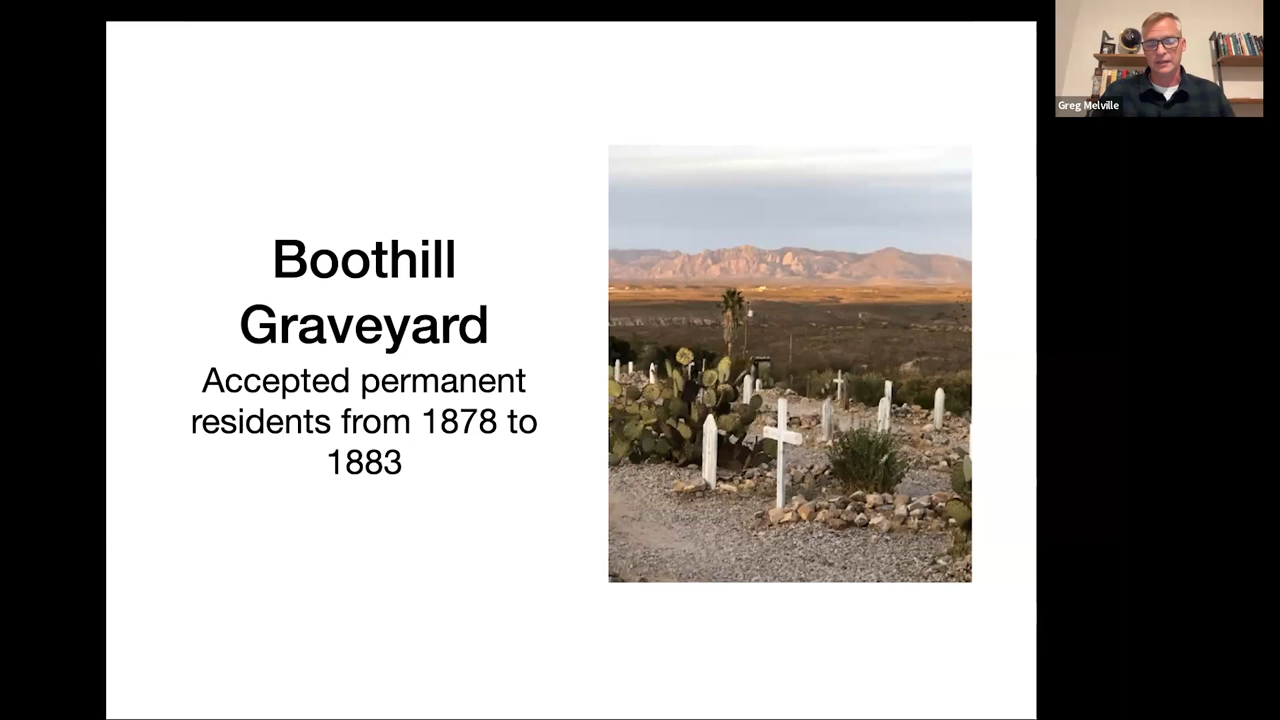 Boothill
Graveyard
Accepted permanent
residents from 1878 to
1883
Greg Melville